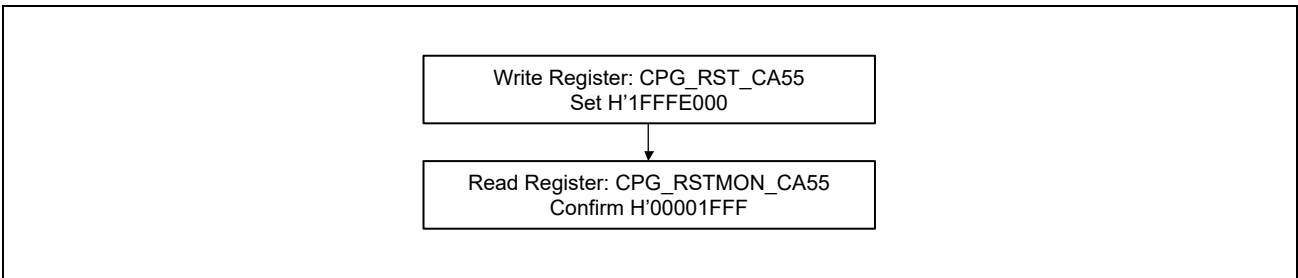 Write Register: CPG_RST_CA55
Set H'1FFFE000
Read Register: CPG_RSTMON_CA55
Confirm H'00001FFF